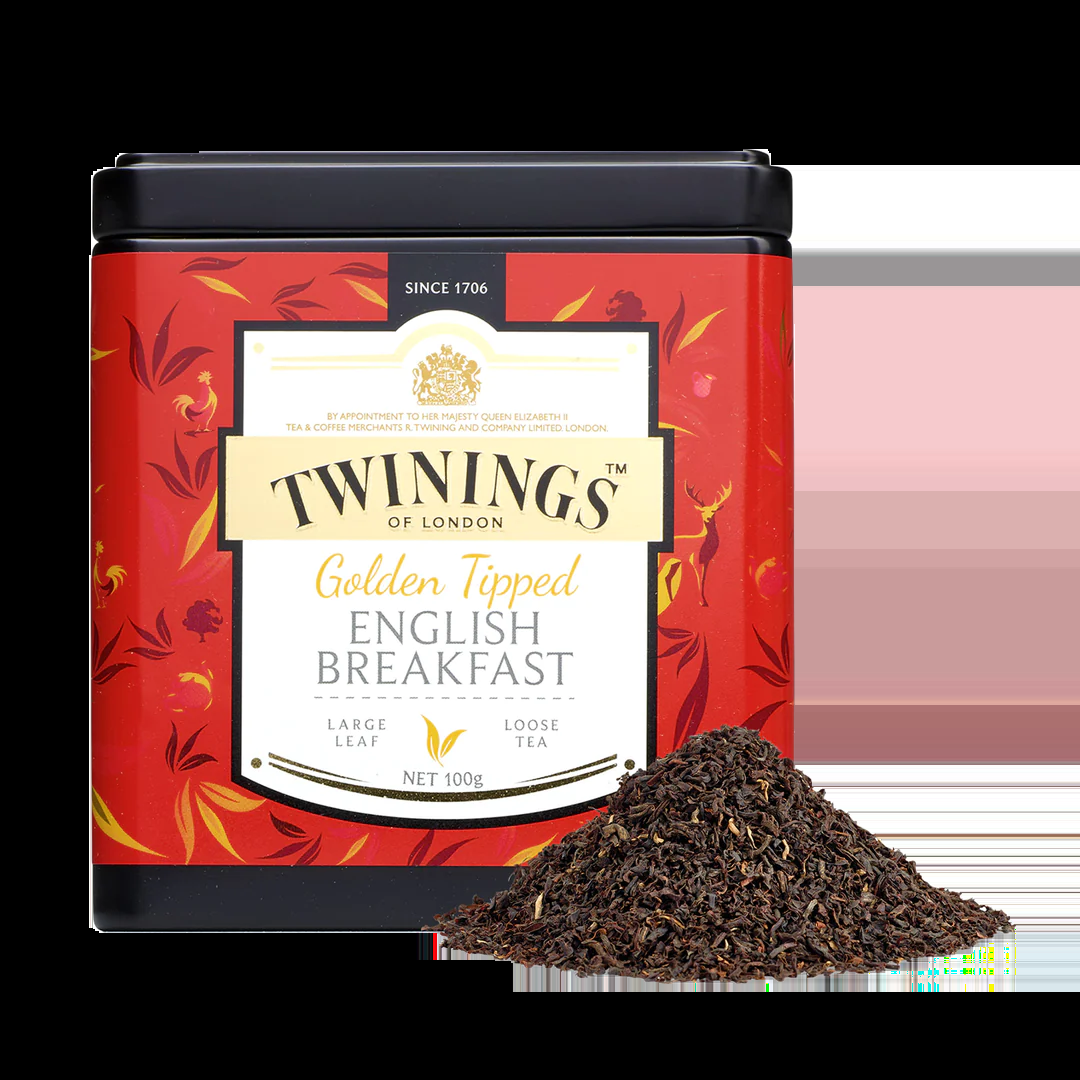 SINCE 1706
BY APPOINTMENT TO HER MAJESTY QUEEN ELIZABETH II
TEA & COFFEE MERCHANTS R. TWINING AND COMPANY LIMITED. LONDON.
TWININGS™
OF LONDON
Golden Tipped
ENGLISH
BREAKFAST
LARGE LEAF
LOOSE TEA
NET 100g